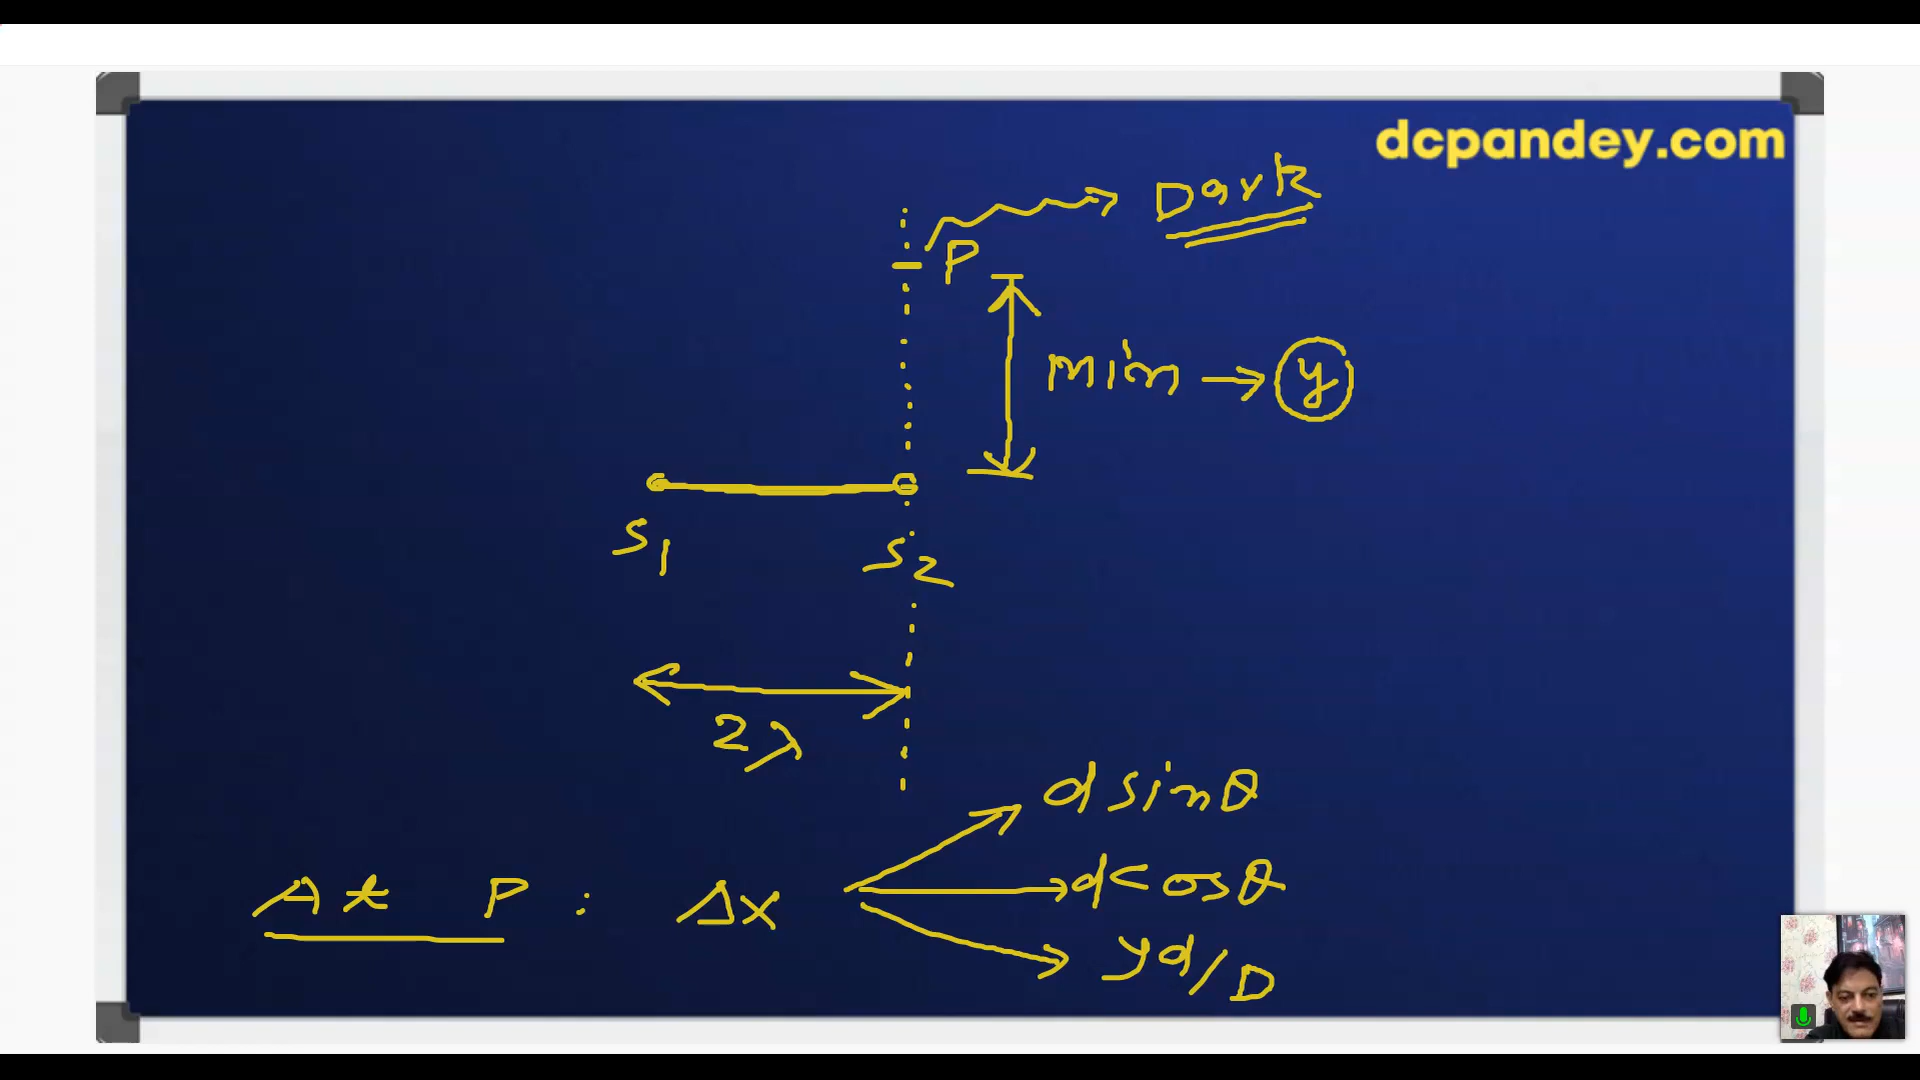 dcpandey.com
Dark
P
Min → y
S1
S2
2λ
d sinθ
At P : Δx
d cosθ
yd/D